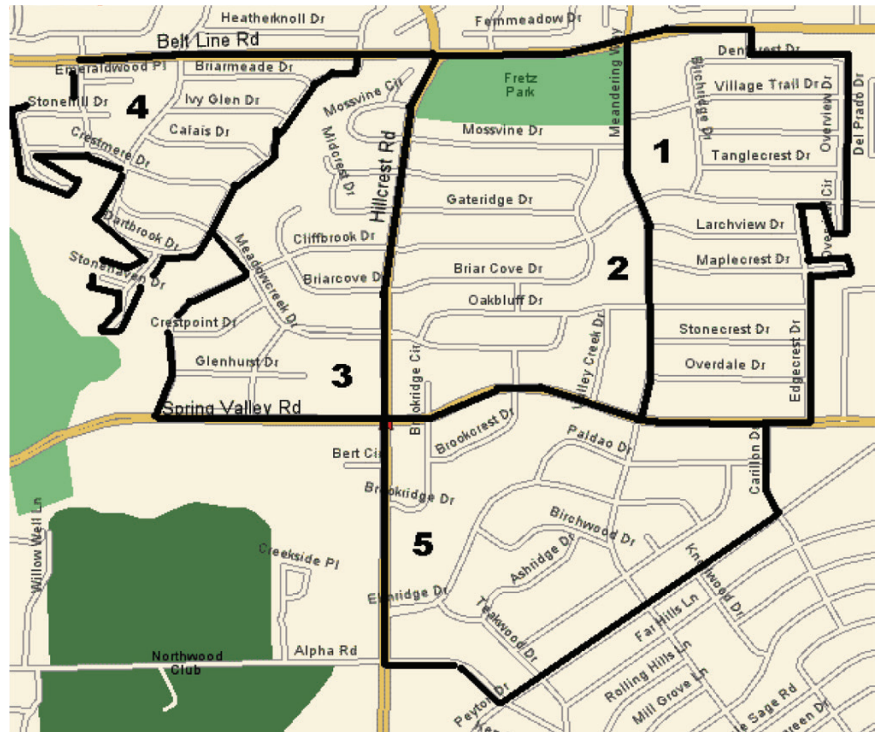 Heatherknoll Dr
Fernmeadow Dr
Belt Line Rd
Emeraldwood Pl
Briarmeade Dr
Dentcrest Dr
Fretz
Park
Meandering Way
Birchridge Dr
Village Trail Dr
Overview Dr
Del Prado Dr
Stonehill Dr
4
Ivy Glen Dr
Mossvine Cir
Calais Dr
Mossvine Dr
1
Crestmere Dr
Midcrest Dr
Hillcrest Rd
Tanglecrest Dr
Gateridge Dr
Dartbrook Dr
Larchview Dr
Meadowcreek Dr
Cliffbrook Dr
Stonehaven Dr
Briarcove Dr
Briar Cove Dr
2
Maplecrest Dr
Oakbluff Dr
Crestpoint Dr
Stonecrest Dr
Glenhurst Dr
3
Brookridge Cir
Valley Creek Dr
Overdale Dr
Edgecrest Dr
Spring Valley Rd
Brookcrest Dr
Paldao Dr
Carillon Dr
Bert Cir
Brookridge Dr
Willow Well Ln
Birchwood Dr
5
Creekside Pl
Ashridge Dr
Knollwood Dr
Elmridge Dr
Teakwood Dr
Far Hills Ln
Northwood
Club
Alpha Rd
Rolling Hills Ln
Peyton Dr
Mill Grove Ln
Sage Rd